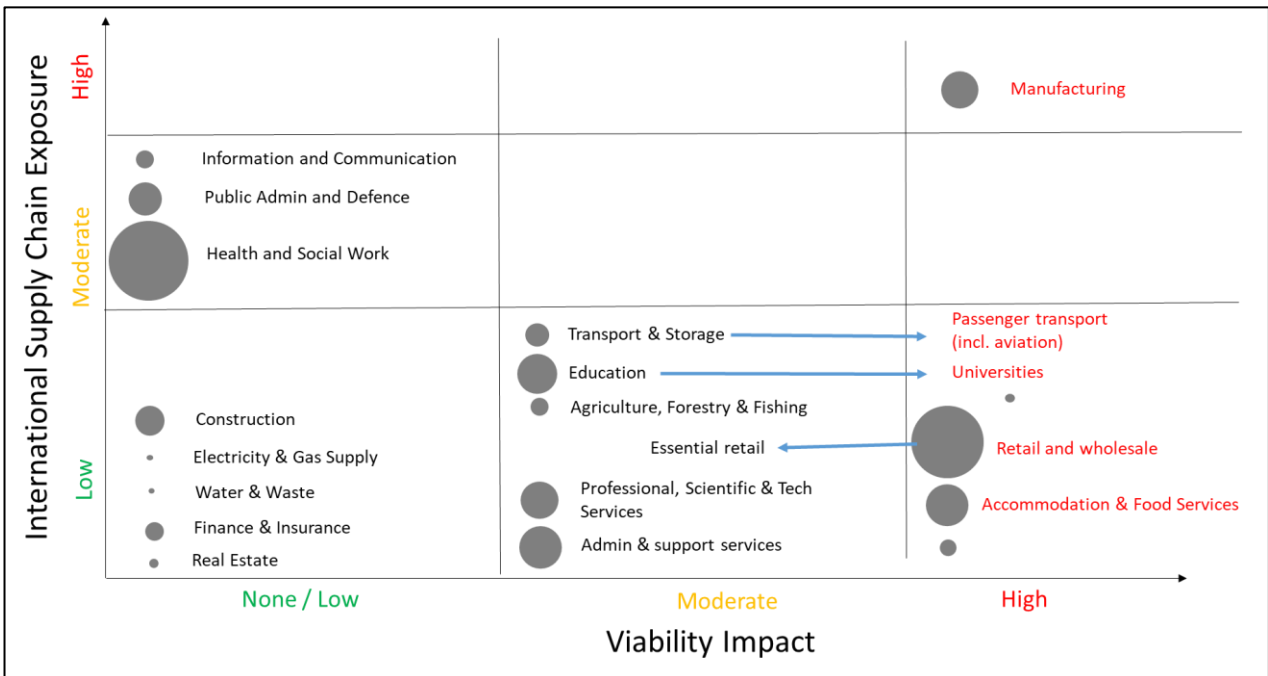 International Supply Chain Exposure
High
Moderate
Low
Manufacturing
Information and Communication
Public Admin and Defence
Health and Social Work
Transport & Storage
Passenger transport
(incl. aviation)
Education
Universities
Agriculture, Forestry & Fishing
Construction
Essential retail
Retail and wholesale
Electricity & Gas Supply
Water & Waste
Professional, Scientific & Tech
Services
Accommodation & Food Services
Finance & Insurance
Admin & support services
Real Estate
None / Low
Moderate
High
Viability Impact